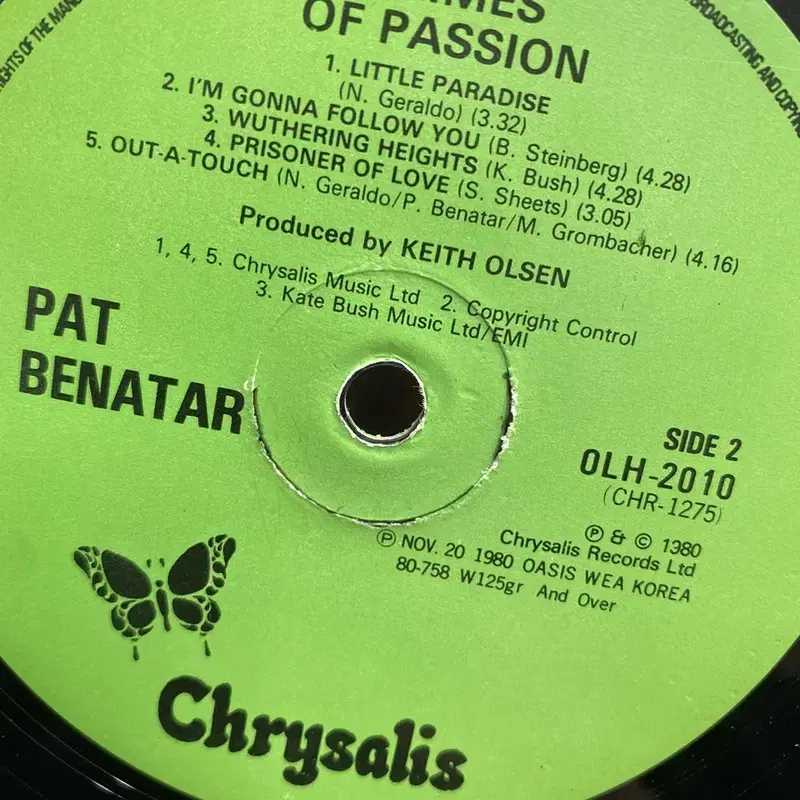 OF PASSION
1. LITTLE PARADISE
(N. Geraldo) (3.32)
2. I'M GONNA FOLLOW YOU (B. Steinberg) (4.28)
3. WUTHERING HEIGHTS (K. Bush) (4.28)
4. PRISONER OF LOVE (S. Sheets) (3.05)
5. OUT-A-TOUCH (N. Geraldo/P. Benatar/M. Grombacher) (4.16)
Produced by KEITH OLSEN
1, 4, 5. Chrysalis Music Ltd 2. Copyright Control
3. Kate Bush Music Ltd/EMI
PAT
BENATAR
SIDE 2
OLH-2010
(CHR-1275)
Ⓟ & © 1380
Chrysalis Records Ltd
Ⓟ NOV. 20 1980 OASIS WEA KOREA
80-758 W125gr And Over
Chrysalis
OF THE
BROADCASTING AND